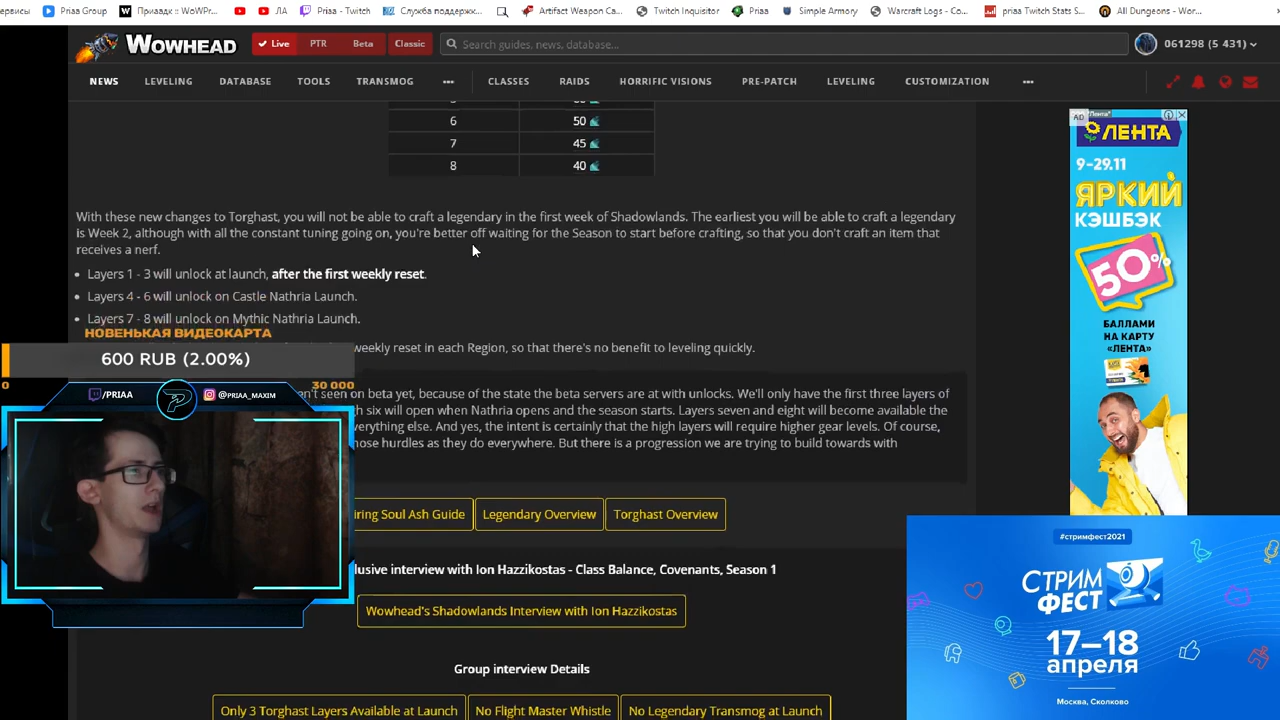 сервисы
Priaa Group
Приаадк :: WoWPr...
ЛА
Priaa - Twitch
Служба поддержк...
Artifact Weapon Ca...
Twitch Inquisitor
Priaa
Simple Armory
Warcraft Logs - Co...
priaa Twitch Stats S...
All Dungeons - Wor...
WOWHEAD
Live
PTR
Beta
Classic
Search guides, news, database...
061298 (5 431)
NEWS
LEVELING
DATABASE
TOOLS
TRANSMOG
CLASSES
RAIDS
HORRIFIC VISIONS
PRE-PATCH
LEVELING
CUSTOMIZATION
6 50
7 45
8 40
With these new changes to Torghast, you will not be able to craft a legendary in the first week of Shadowlands. The earliest you will be able to craft a legendary
is Week 2, although with all the constant tuning going on, you're better off waiting for the Season to start before crafting, so that you don't craft an item that
receives a nerf.
Layers 1 - 3 will unlock at launch, after the first weekly reset.
Layers 4 - 6 will unlock on Castle Nathria Launch.
Layers 7 - 8 will unlock on Mythic Nathria Launch.
НОВЕНЬКАЯ ВИДЕОКАРТА
600 RUB (2.00%)
0
30 000
weekly reset in each Region, so that there's no benefit to leveling quickly.
/PRIAA
@PRIAA_MAXIM
n't seen on beta yet, because of the state the beta servers are at with unlocks. We'll only have the first three layers of
h six will open when Nathria opens and the season starts. Layers seven and eight will become available the
verything else. And yes, the intent is certainly that the high layers will require higher gear levels. Of course,
ose hurdles as they do everywhere. But there is a progression we are trying to build towards with
iring Soul Ash Guide
Legendary Overview
Torghast Overview
lusive interview with Ion Hazzikostas - Class Balance, Covenants, Season 1
Wowhead's Shadowlands Interview with Ion Hazzikostas
Group interview Details
Only 3 Torghast Layers Available at Launch
No Flight Master Whistle
No Legendary Transmog at Launch
AD
ЛЕНТА
9-29.11
ЯРКИЙ
КЭШБЭК
50%
БАЛЛАМИ
НА КАРТУ
«ЛЕНТА»
#стримфест2021
СТРИМ
ФЕСТ
17–18
апреля
Москва, Сколково